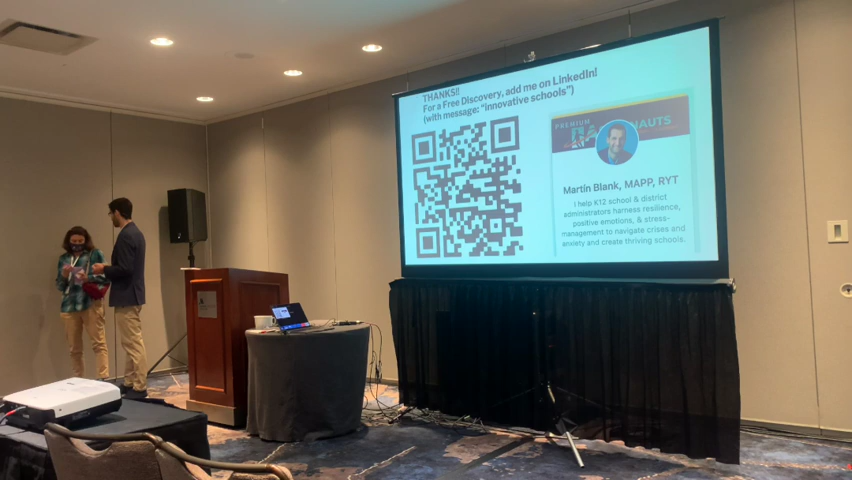 THANKS!!
For a Free Discovery, add me on LinkedIn!
(with message: "innovative schools")
PREMIUM
NAUTS
Martin Blank, MAPP, RYT
I help K12 school & district
administrators harness resilience,
positive emotions, & stress-
management to navigate crises and
anxiety and create thriving schools.